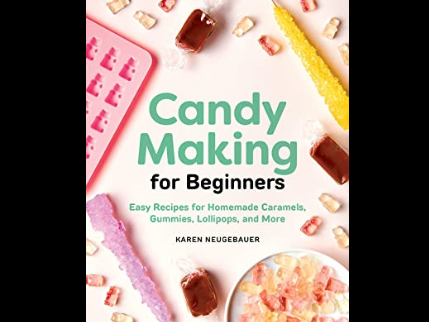 Candy
Making
for Beginners
Easy Recipes for Homemade Caramels,
Gummies, Lollipops, and More
KAREN NEUGEBAUER